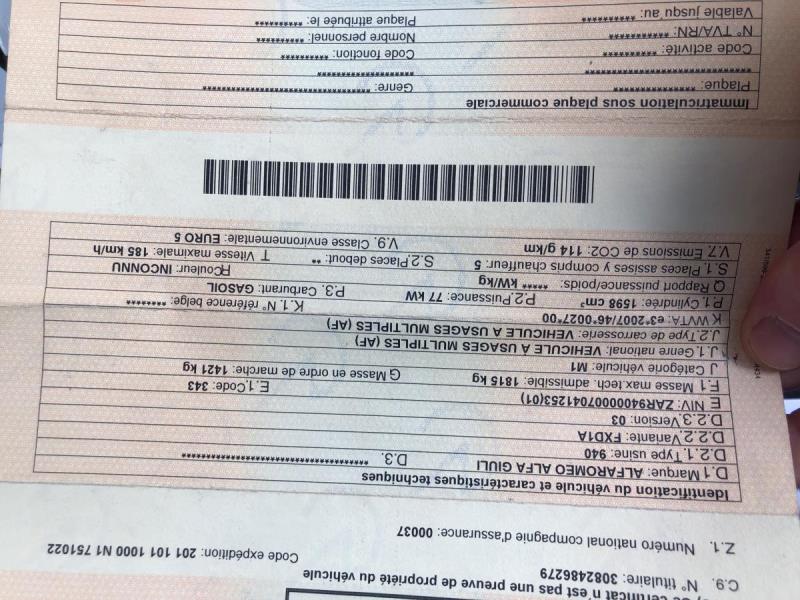 ) certificat n'est pas une preuve de propriété du véhicule
C.9. N° titulaire: 3082486279
Code expédition: 201 101 1000 N1 751022
Z.1. Numéro national compagnie d'assurance: 00037
Identification du véhicule et caractéristiques techniques
D.1.Marque: ALFAROMEO ALFA GIULI D.3. ******************************
D.2.1.Type usine: 940
D.2.2.Variante: FXD1A
D.2.3.Version: 03
E NIV: ZAR94000007041253(01) E.1.Code: 343
F.1 Masse max.tech. admissible: 1815 kg G Masse en ordre de marche: 1421 kg
J Catégorie véhicule: M1
J.1.Genre national: VEHICULE A USAGES MULTIPLES (AF)
J.2.Type de carrosserie: VEHICULE A USAGES MULTIPLES (AF)
K WVTA: e3*2007/46*0027*00 K.1. N° référence belge: *******
P.1.Cylindrée: 1598 cm³ P.2.Puissance: 77 kW P.3. Carburant: GASOIL
Q Rapport puissance/poids: ***** kW/kg R Couleur: INCONNU
S.1.Places assises y compris chauffeur: 5 S.2.Places debout: ** T Vitesse maximale: 185 km/h
V.7.Emissions de CO2: 114 g/km V.9. Classe environnementale: EURO 5
Immatriculation sous plaque commerciale
Plaque: ************ Genre: ************************
************************ **************
Code activité: ********** Code fonction: **********
N° TVA/RN: *********** Nombre personnel: **********
Valable jusqu'au: ********** Plaque attribuée le: **********